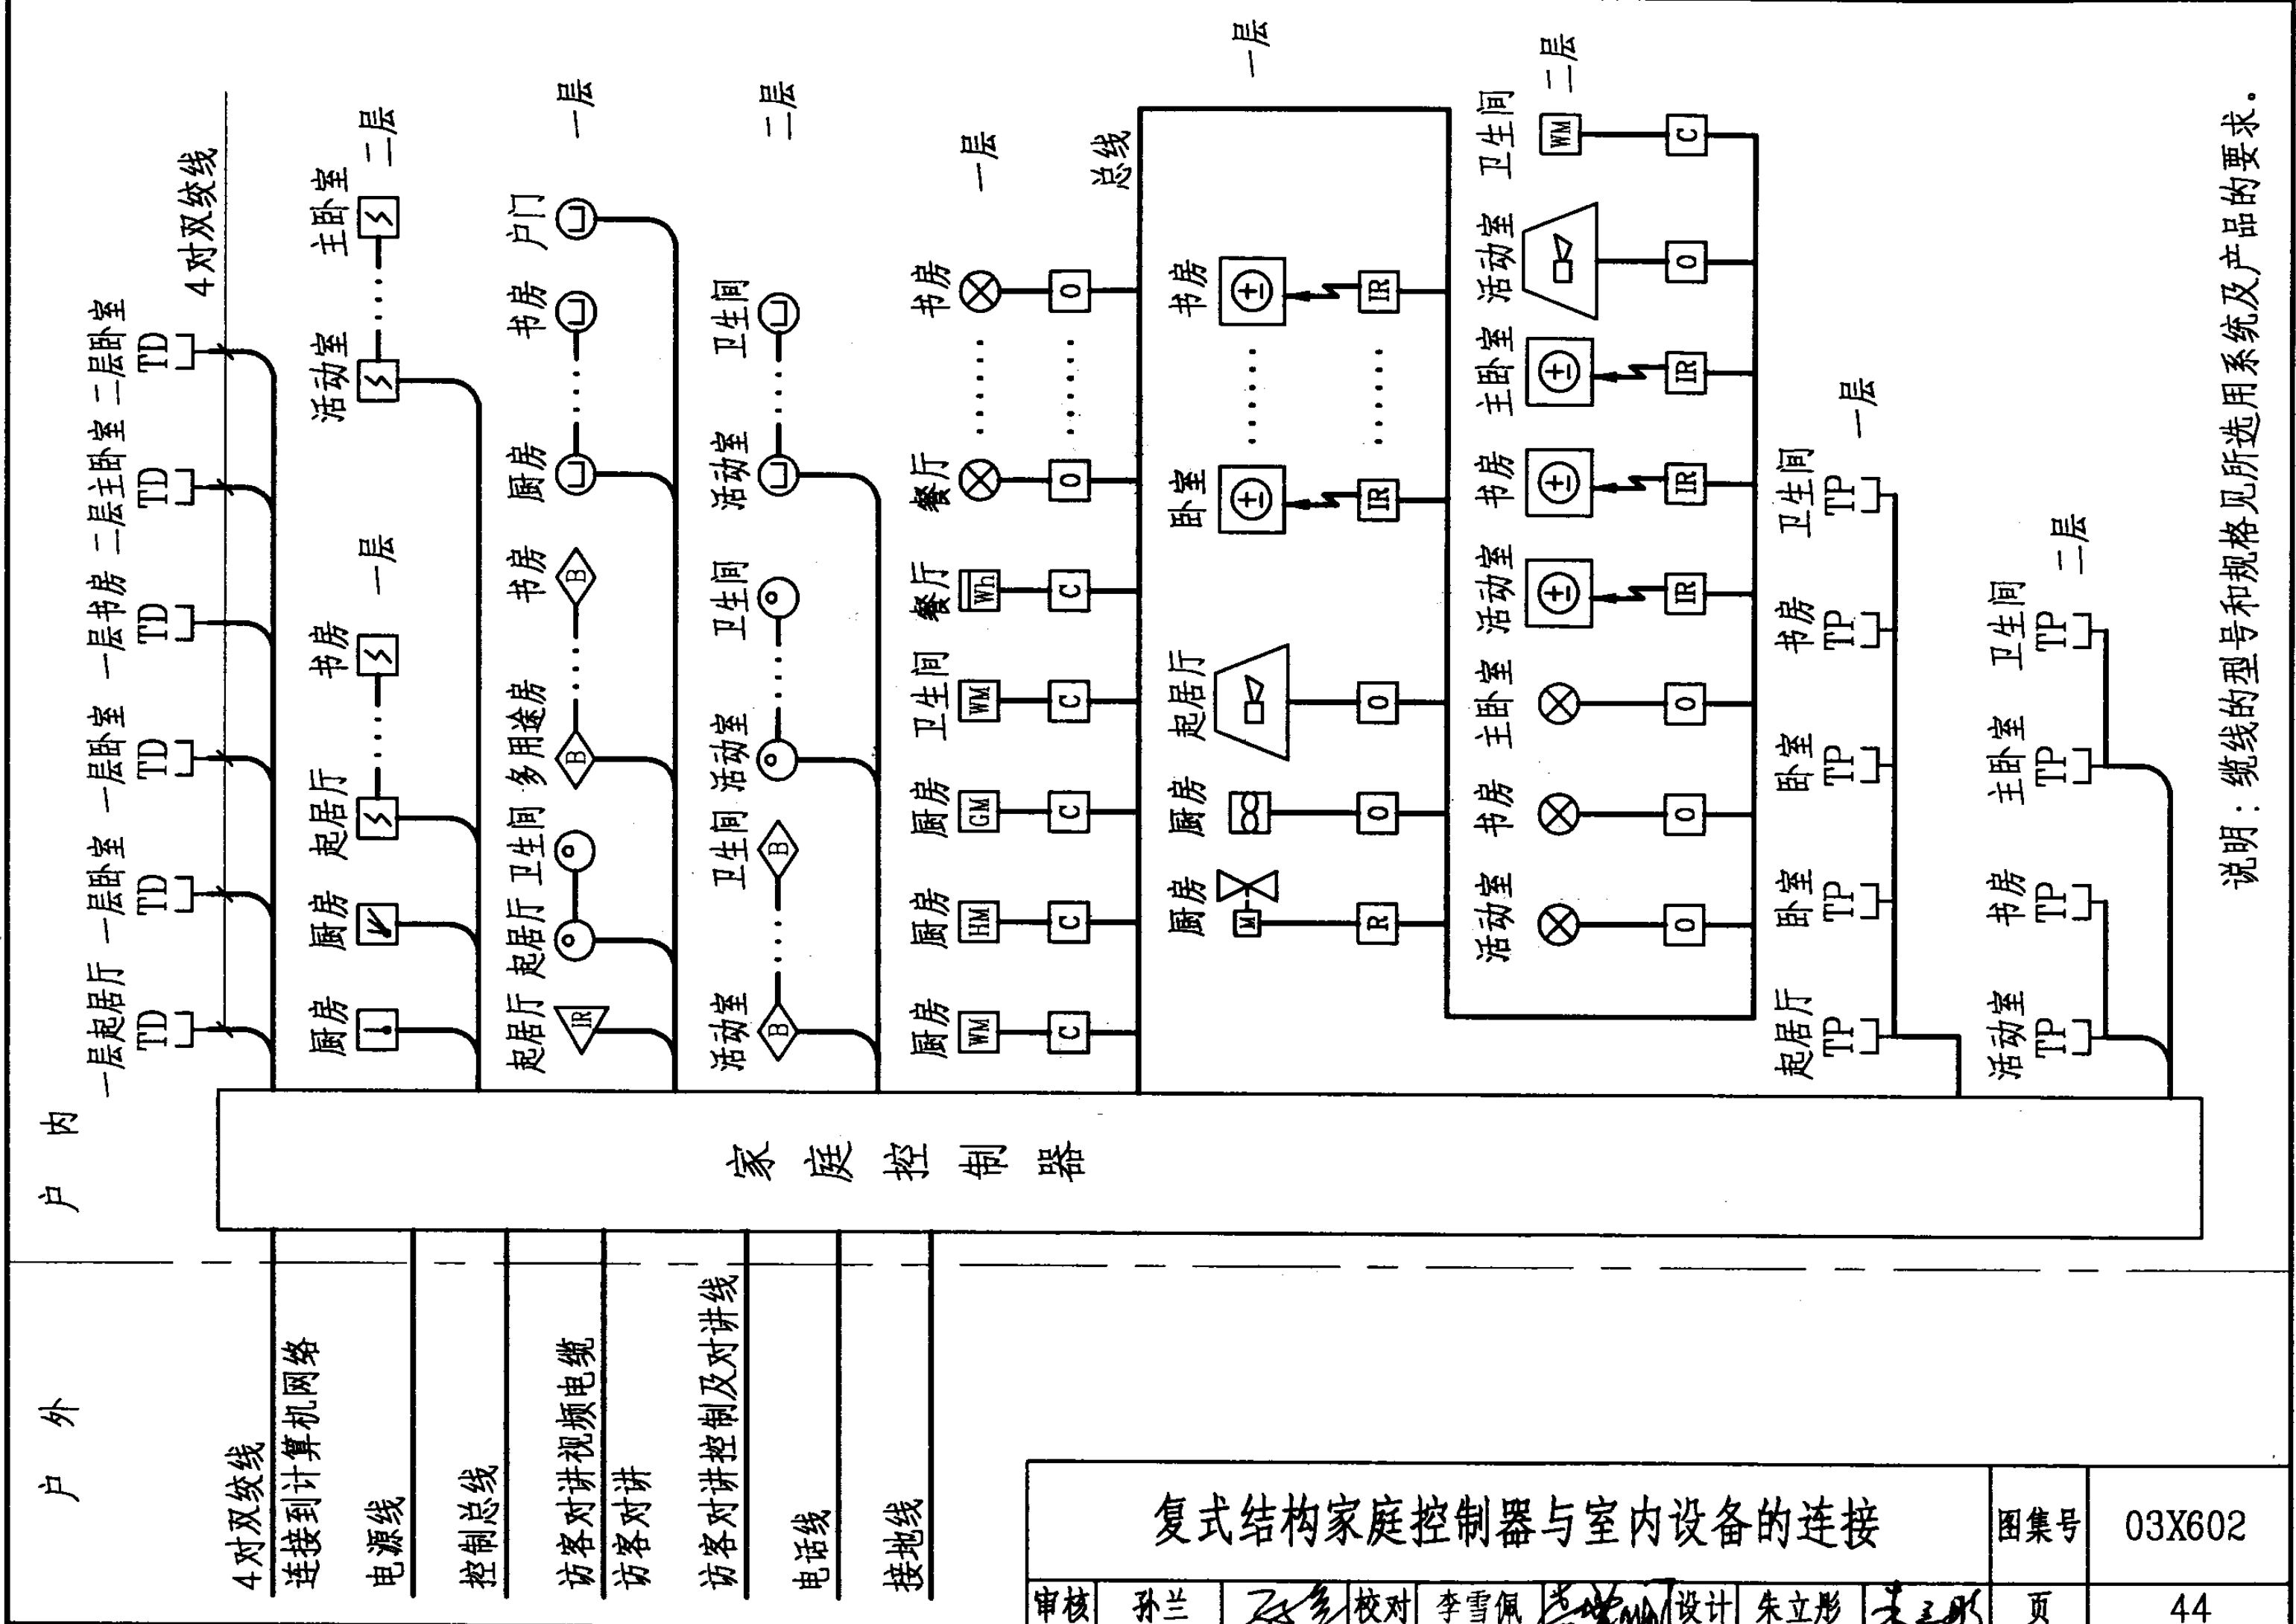 户外
户内
4对双绞线
连接到计算机网络
电源线
控制总线
访客对讲视频电缆
访客对讲
访客对讲控制及对讲线
电话线
接地线
家庭控制器
一层起居厅 一层卧室 一层卧室 一层书房 二层主卧室 二层卧室
TD TD TD TD TD TD
4对双绞线
厨房 厨房 起居厅 书房 活动室 主卧室
一层 二层
起居厅 起居厅 卫生间 多用途房 书房 厨房 书房 户门
IR B B
一层
活动室 卫生间 活动室 卫生间 活动室 卫生间
B B
二层
厨房 厨房 厨房 卫生间 餐厅 餐厅 书房
WM HM GM WM Wh
一层
C C C C C O O
总线
厨房 厨房 起居厅 卧室 书房
M
一层
R O O IR IR
活动室 书房 主卧室 活动室 书房 主卧室 活动室 卫生间
WM
二层
O O O IR IR IR O C
起居厅 卧室 卧室 书房 卫生间
TP TP TP TP TP
一层
活动室 书房 主卧室 卫生间
TP TP TP TP
二层
说明：缆线的型号和规格见所选用系统及产品的要求。
复式结构家庭控制器与室内设备的连接
图集号 03X602
审核 孙兰 校对 李雪佩 设计 朱立彤 页 44